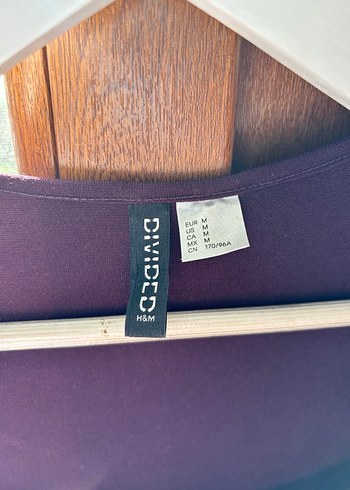 DIVIDED
H&M
EUR M
US M
CA M
MX M
CN 170/96A